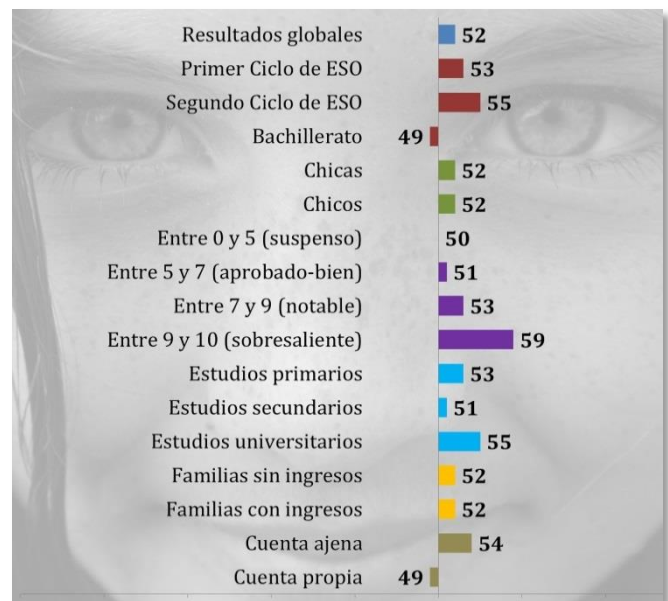 Resultados globales 52
Primer Ciclo de ESO 53
Segundo Ciclo de ESO 55
Bachillerato 49
Chicas 52
Chicos 52
Entre 0 y 5 (suspenso) 50
Entre 5 y 7 (aprobado-bien) 51
Entre 7 y 9 (notable) 53
Entre 9 y 10 (sobresaliente) 59
Estudios primarios 53
Estudios secundarios 51
Estudios universitarios 55
Familias sin ingresos 52
Familias con ingresos 52
Cuenta ajena 54
Cuenta propia 49